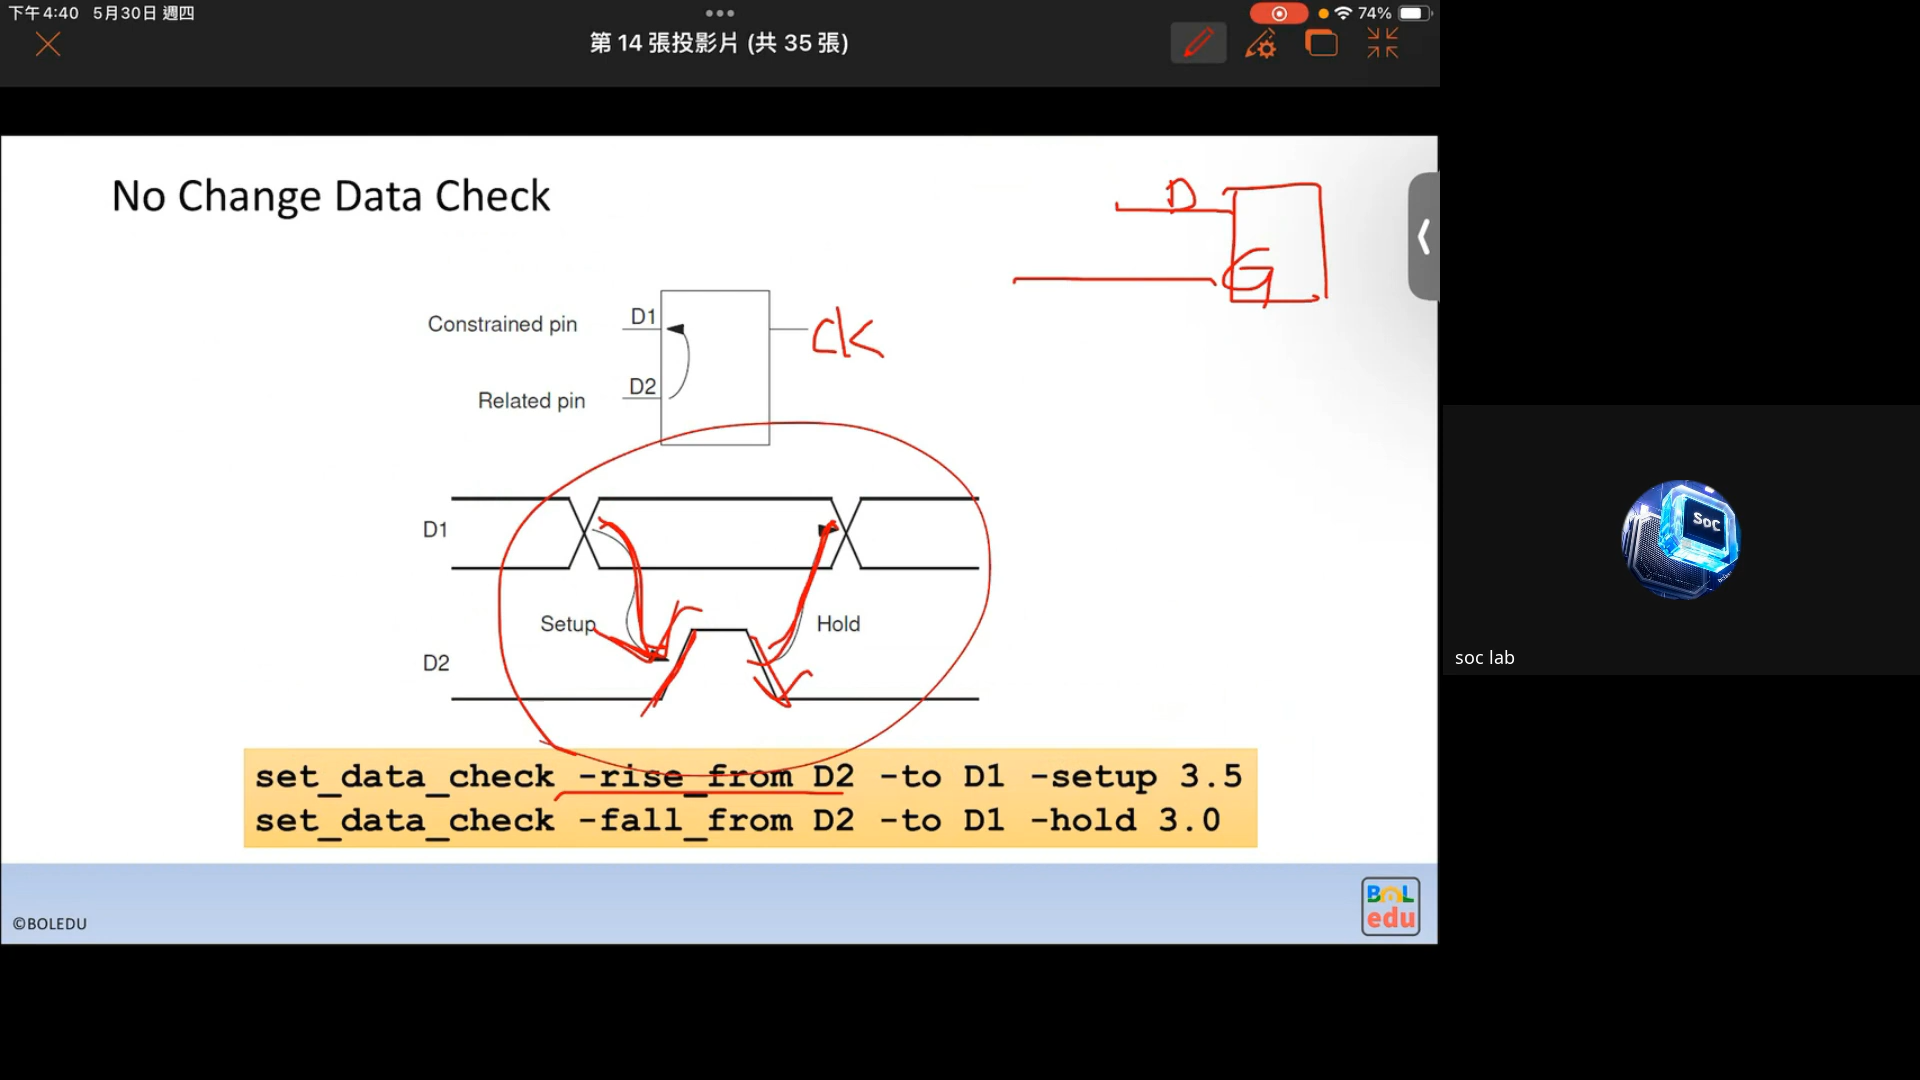 下午4:40 5月30日 週四
74%
第 14 張投影片 (共 35 張)
No Change Data Check
D
G
Constrained pin D1
CK
Related pin D2
D1
Setup
Hold
D2
set_data_check -rise_from D2 -to D1 -setup 3.5
set_data_check -fall_from D2 -to D1 -hold 3.0
©BOLEDU
BOL
edu
SoC
soc lab